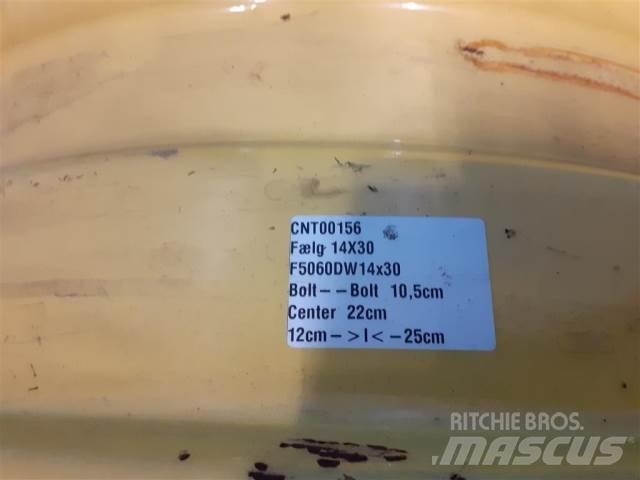 CNT00156
Fælg 14X30
F5060DW14x30
Bolt--Bolt 10,5cm
Center 22cm
12cm->I<-25cm
RITCHIE BROS.
MASCUS